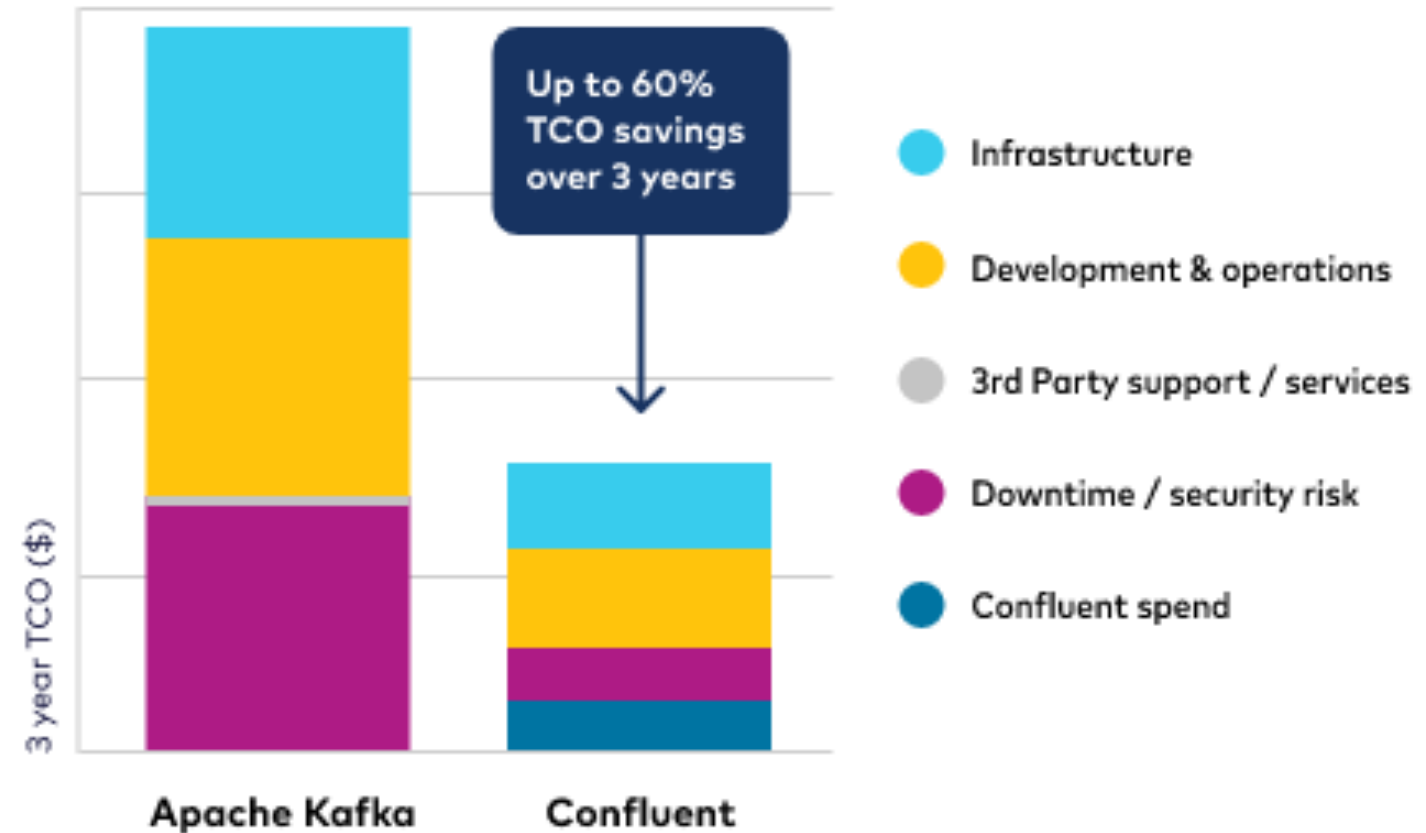 Up to 60%
TCO savings
over 3 years
Infrastructure
Development & operations
3rd Party support / services
Downtime / security risk
Confluent spend
3 year TCO ($)
Apache Kafka
Confluent